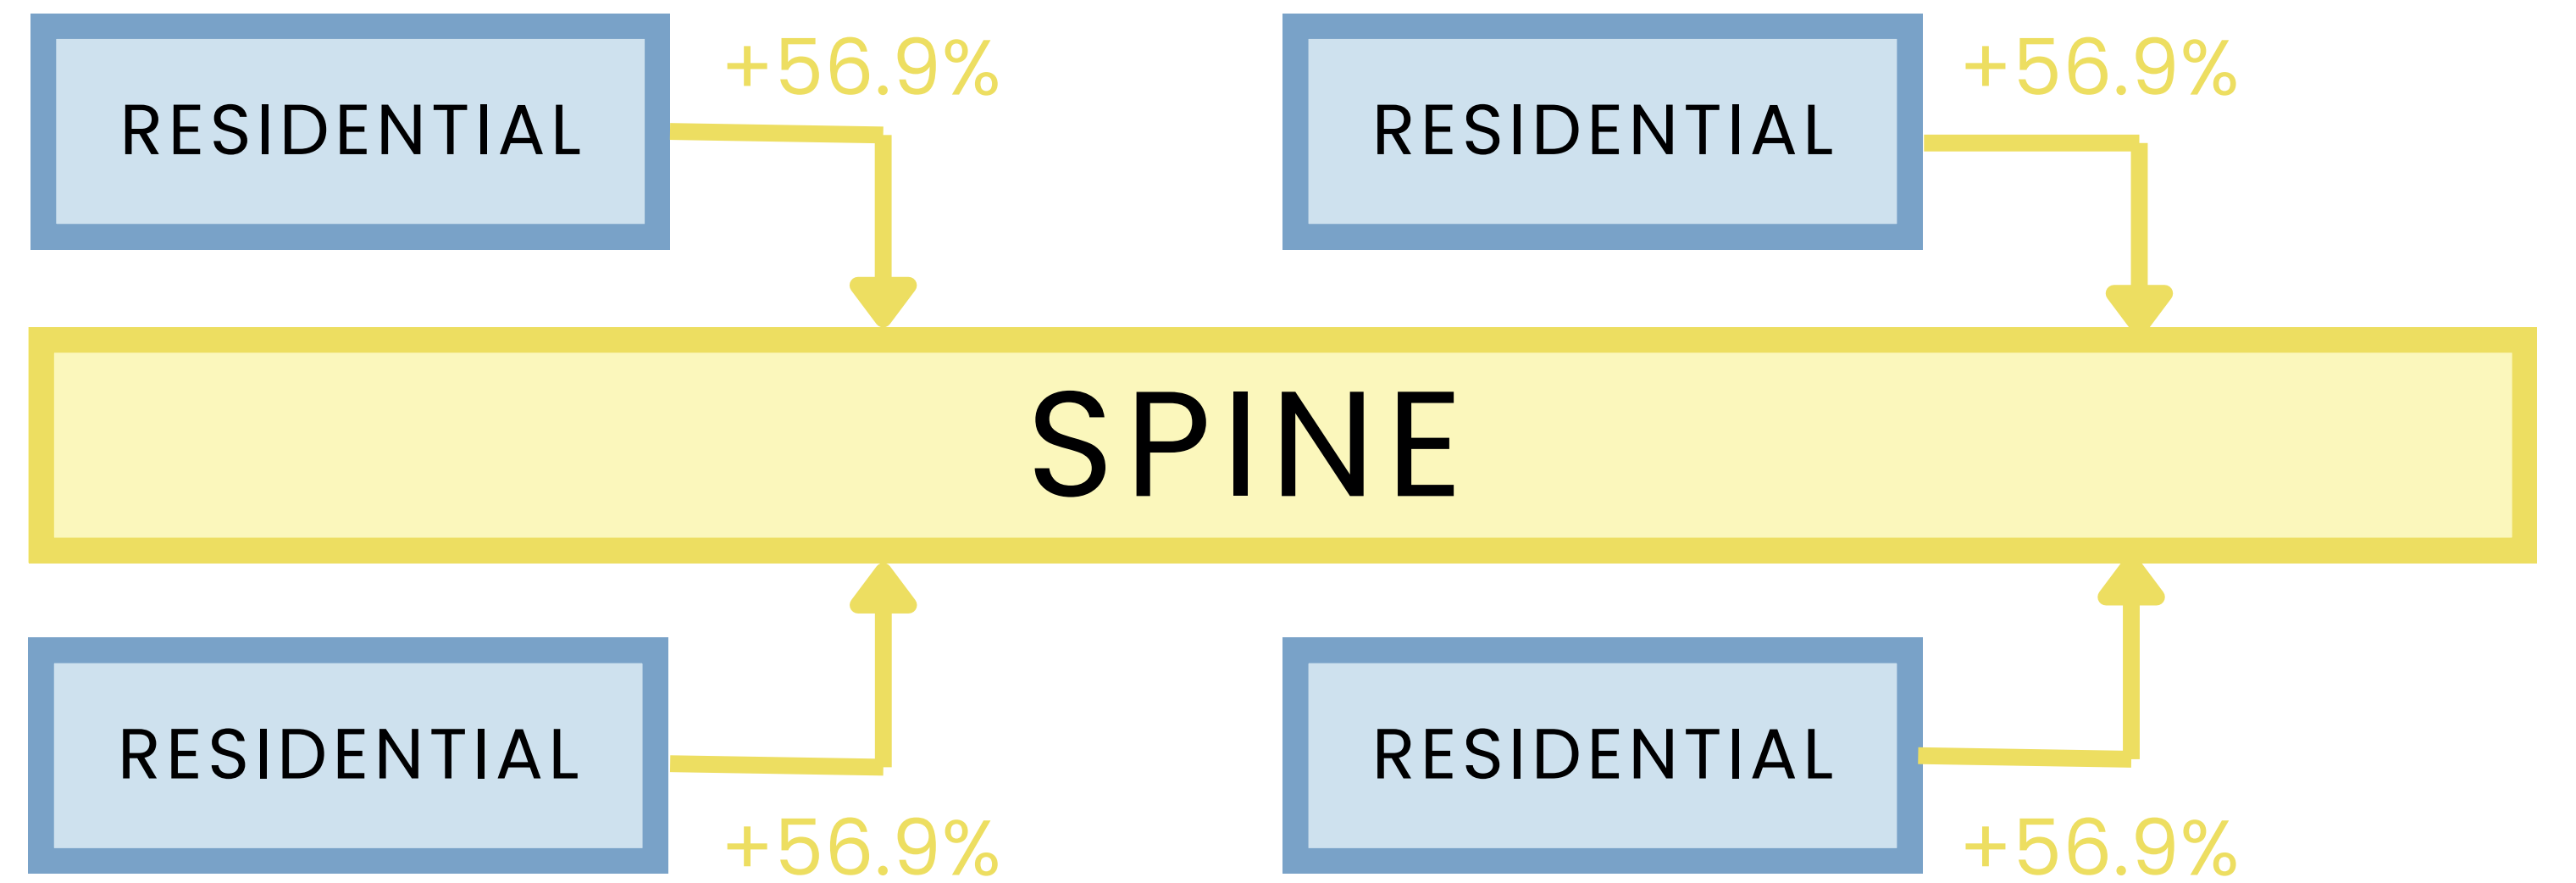 RESIDENTIAL
+56.9%
RESIDENTIAL
+56.9%
SPINE
RESIDENTIAL
+56.9%
RESIDENTIAL
+56.9%